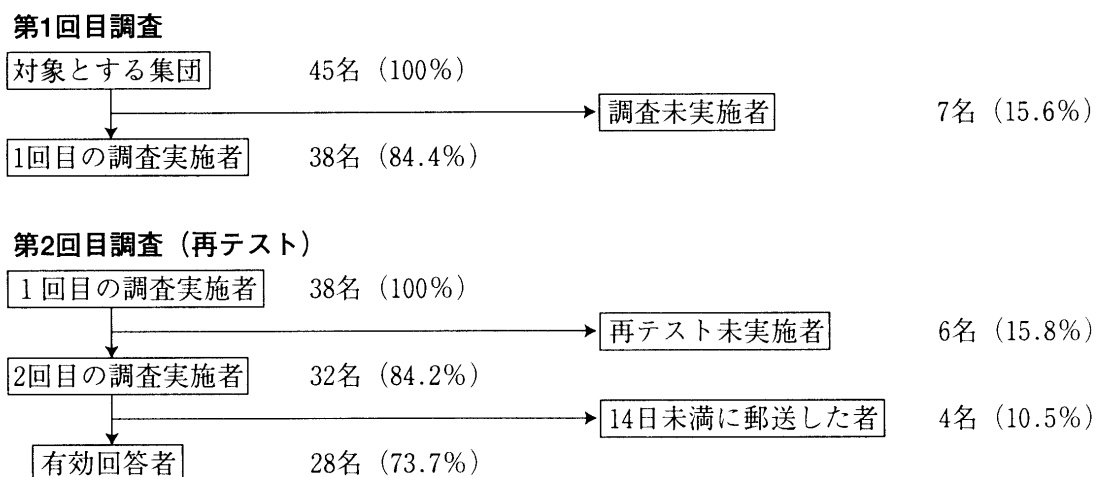 第1回目調査
対象とする集団 45名（100%）
調査未実施者 7名（15.6%）
1回目の調査実施者 38名（84.4%）
第2回目調査（再テスト）
1回目の調査実施者 38名（100%）
再テスト未実施者 6名（15.8%）
2回目の調査実施者 32名（84.2%）
14日未満に郵送した者 4名（10.5%）
有効回答者 28名（73.7%）